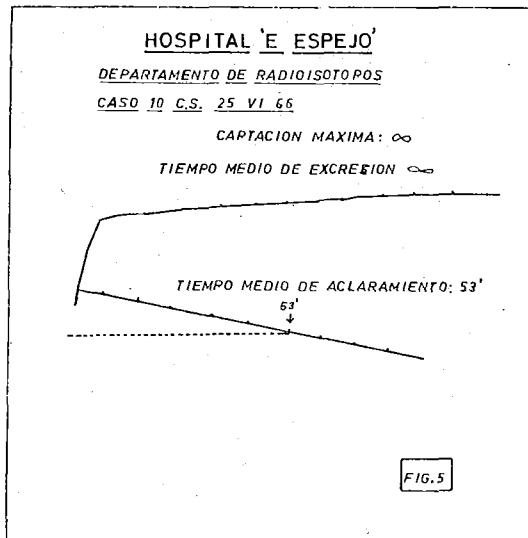 HOSPITAL 'E ESPEJO'
DEPARTAMENTO DE RADIOISOTOPOS
CASO 10 C.S. 25 VI 66
CAPTACION MAXIMA: ∞
TIEMPO MEDIO DE EXCRESION ∞
TIEMPO MEDIO DE ACLARAMIENTO: 53'
53'
FIG.5